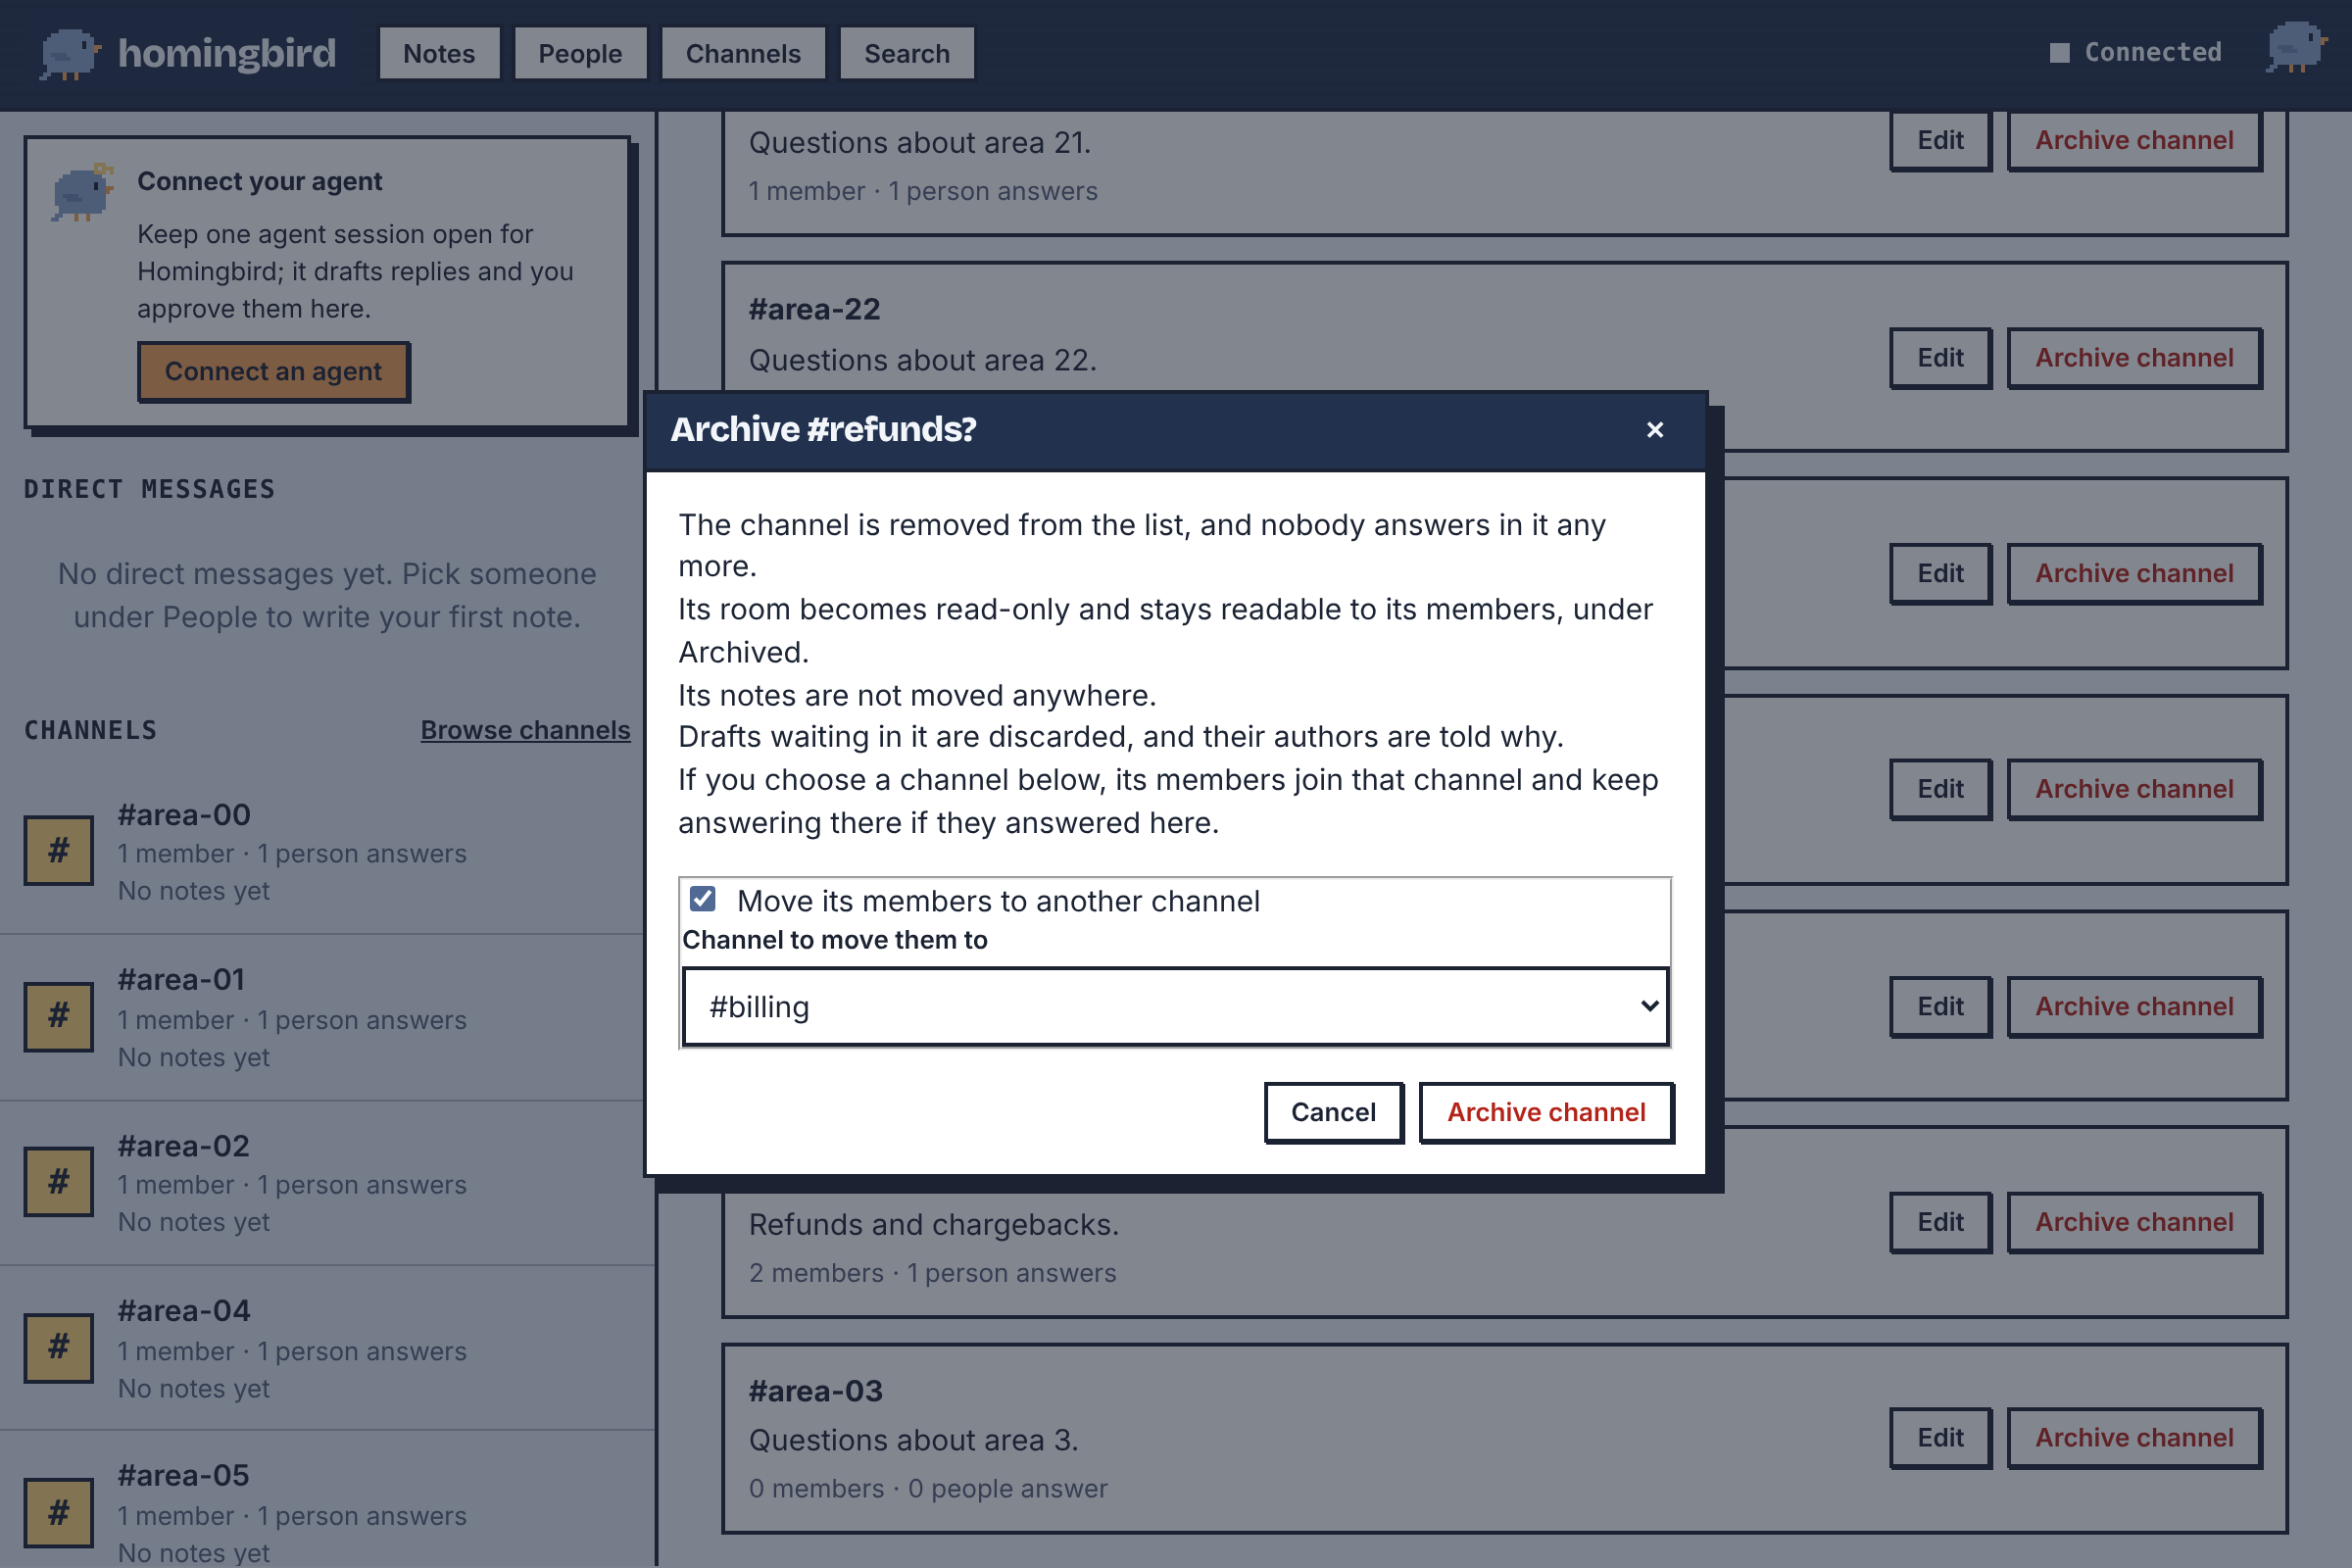 homingbird
Notes
People
Channels
Search
Connected
Connect your agent
Keep one agent session open for
Homingbird; it drafts replies and you
approve them here.
Connect an agent
DIRECT MESSAGES
No direct messages yet. Pick someone
under People to write your first note.
CHANNELS
Browse channels
#
#area-00
1 member · 1 person answers
No notes yet
#
#area-01
1 member · 1 person answers
No notes yet
#
#area-02
1 member · 1 person answers
No notes yet
#
#area-04
1 member · 1 person answers
No notes yet
#
#area-05
1 member · 1 person answers
No notes yet
Questions about area 21.
1 member · 1 person answers
Edit
Archive channel
#area-22
Questions about area 22.
Edit
Archive channel
Archive #refunds?
×
The channel is removed from the list, and nobody answers in it any
more.
Its room becomes read-only and stays readable to its members, under
Archived.
Its notes are not moved anywhere.
Drafts waiting in it are discarded, and their authors are told why.
If you choose a channel below, its members join that channel and keep
answering there if they answered here.
Move its members to another channel
Channel to move them to
#billing
Cancel
Archive channel
Edit
Archive channel
Edit
Archive channel
Edit
Archive channel
Refunds and chargebacks.
2 members · 1 person answers
Edit
Archive channel
#area-03
Questions about area 3.
0 members · 0 people answer
Edit
Archive channel